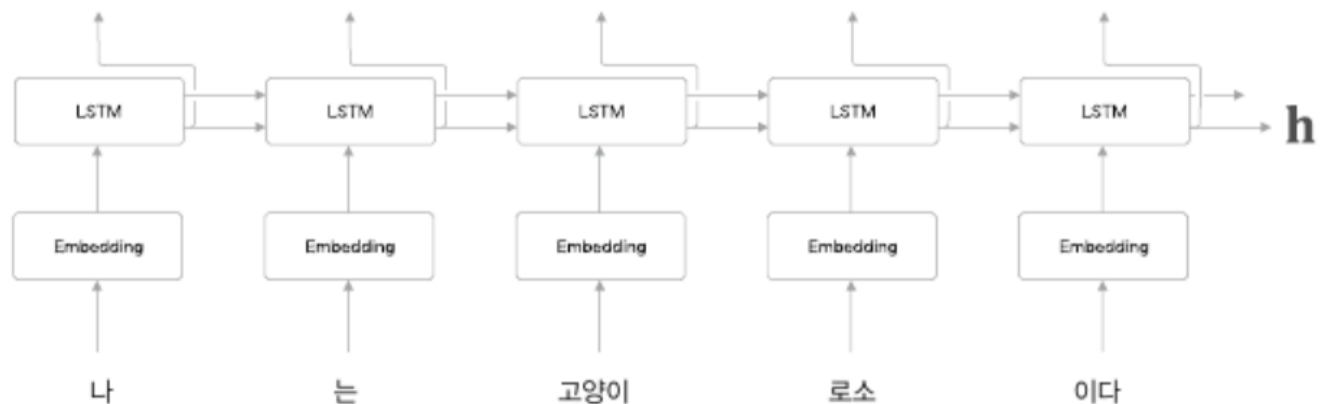 LSTM LSTM LSTM LSTM LSTM
h
Embedding Embedding Embedding Embedding Embedding
나 는 고양이 로소 이다